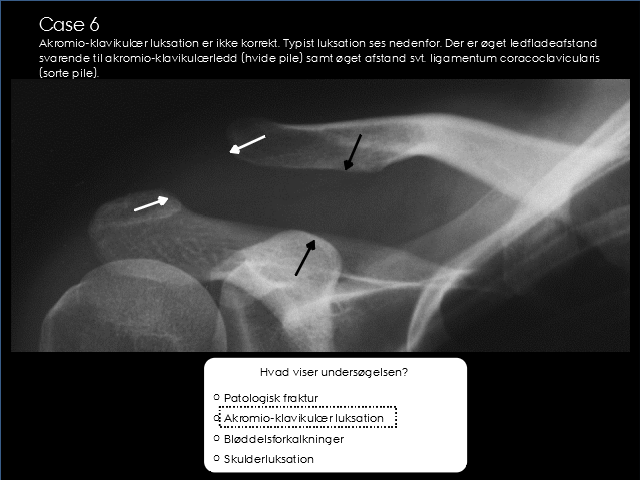 Case 6
Akromio-klavikulær luksation er ikke korrekt. Typist luksation ses nedenfor. Der er øget ledfladeafstand
svarende til akromio-klavikulærledd (hvide pile) samt øget afstand svt. ligamentum coracoclavicularis
(sorte pile).
Hvad viser undersøgelsen?
Patologisk fraktur
Akromio-klavikulær luksation
Bløddelsforkalkninger
Skulderluksation